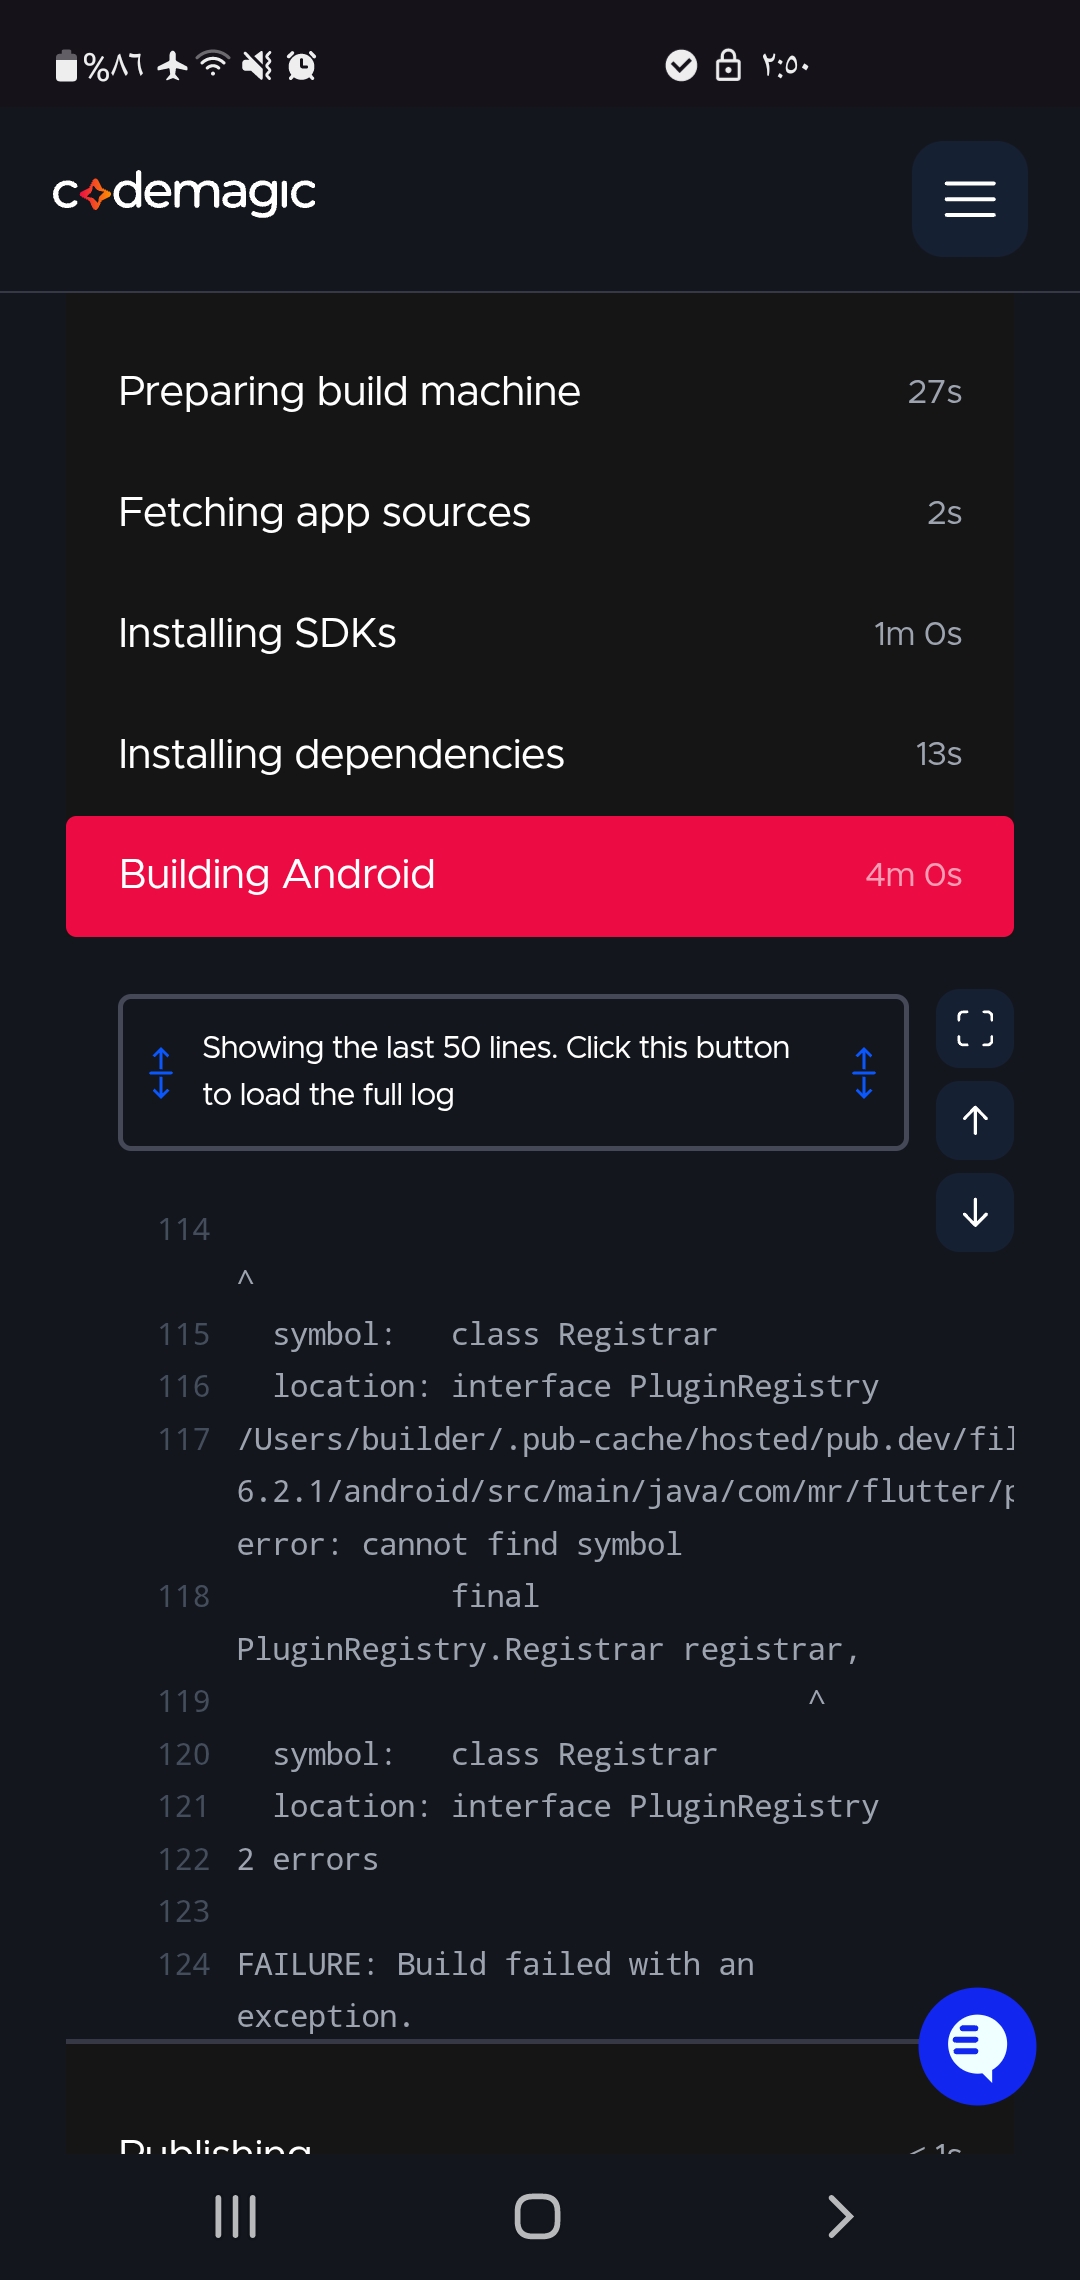 %٨٦
٢:٥٠
codemagic
Preparing build machine 27s
Fetching app sources 2s
Installing SDKs 1m 0s
Installing dependencies 13s
Building Android 4m 0s
Showing the last 50 lines. Click this button
to load the full log
114
^
115 symbol: class Registrar
116 location: interface PluginRegistry
117 /Users/builder/.pub-cache/hosted/pub.dev/fil
6.2.1/android/src/main/java/com/mr/flutter/p
error: cannot find symbol
118 final
PluginRegistry.Registrar registrar,
119 ^
120 symbol: class Registrar
121 location: interface PluginRegistry
122 2 errors
123
124 FAILURE: Build failed with an
exception.
Publishing < 1s